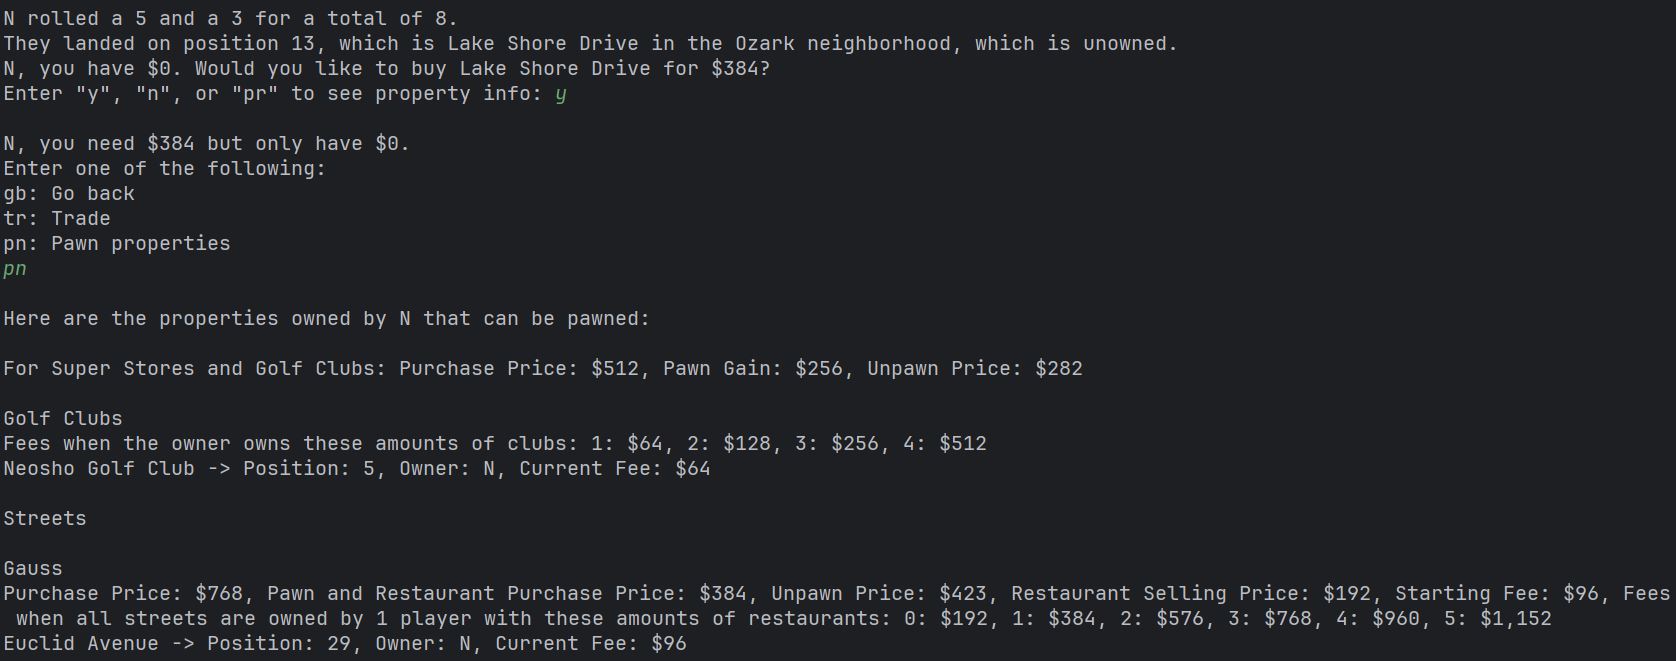 N rolled a 5 and a 3 for a total of 8.
They landed on position 13, which is Lake Shore Drive in the Ozark neighborhood, which is unowned.
N, you have $0. Would you like to buy Lake Shore Drive for $384?
Enter "y", "n", or "pr" to see property info: y
N, you need $384 but only have $0.
Enter one of the following:
gb: Go back
tr: Trade
pn: Pawn properties
pn
Here are the properties owned by N that can be pawned:
For Super Stores and Golf Clubs: Purchase Price: $512, Pawn Gain: $256, Unpawn Price: $282
Golf Clubs
Fees when the owner owns these amounts of clubs: 1: $64, 2: $128, 3: $256, 4: $512
Neosho Golf Club -> Position: 5, Owner: N, Current Fee: $64
Streets
Gauss
Purchase Price: $768, Pawn and Restaurant Purchase Price: $384, Unpawn Price: $423, Restaurant Selling Price: $192, Starting Fee: $96, Fees
when all streets are owned by 1 player with these amounts of restaurants: 0: $192, 1: $384, 2: $576, 3: $768, 4: $960, 5: $1,152
Euclid Avenue -> Position: 29, Owner: N, Current Fee: $96